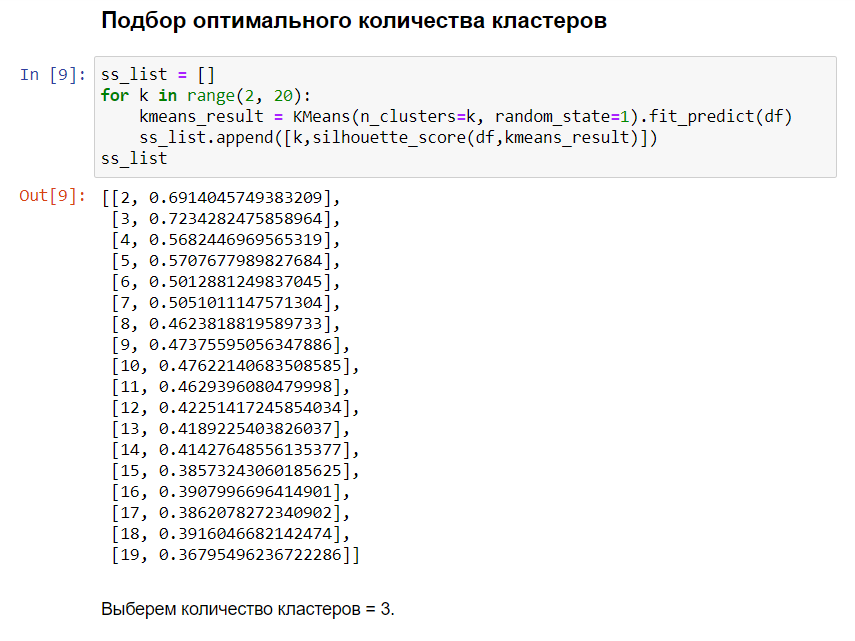 Подбор оптимального количества кластеров
In [9]: ss_list = []
for k in range(2, 20):
    kmeans_result = KMeans(n_clusters=k, random_state=1).fit_predict(df)
    ss_list.append([k,silhouette_score(df,kmeans_result)])
ss_list
Out[9]: [[2, 0.6914045749383209],
[3, 0.7234282475858964],
[4, 0.5682446969565319],
[5, 0.5707677989827684],
[6, 0.5012881249837045],
[7, 0.5051011147571304],
[8, 0.4623818819589733],
[9, 0.47375595056347886],
[10, 0.47622140683508585],
[11, 0.4629396080479998],
[12, 0.42251417245854034],
[13, 0.4189225403826037],
[14, 0.41427648556135377],
[15, 0.38573243060185625],
[16, 0.3907996696414901],
[17, 0.3862078272340902],
[18, 0.3916046682142474],
[19, 0.36795496236722286]]
Выберем количество кластеров = 3.